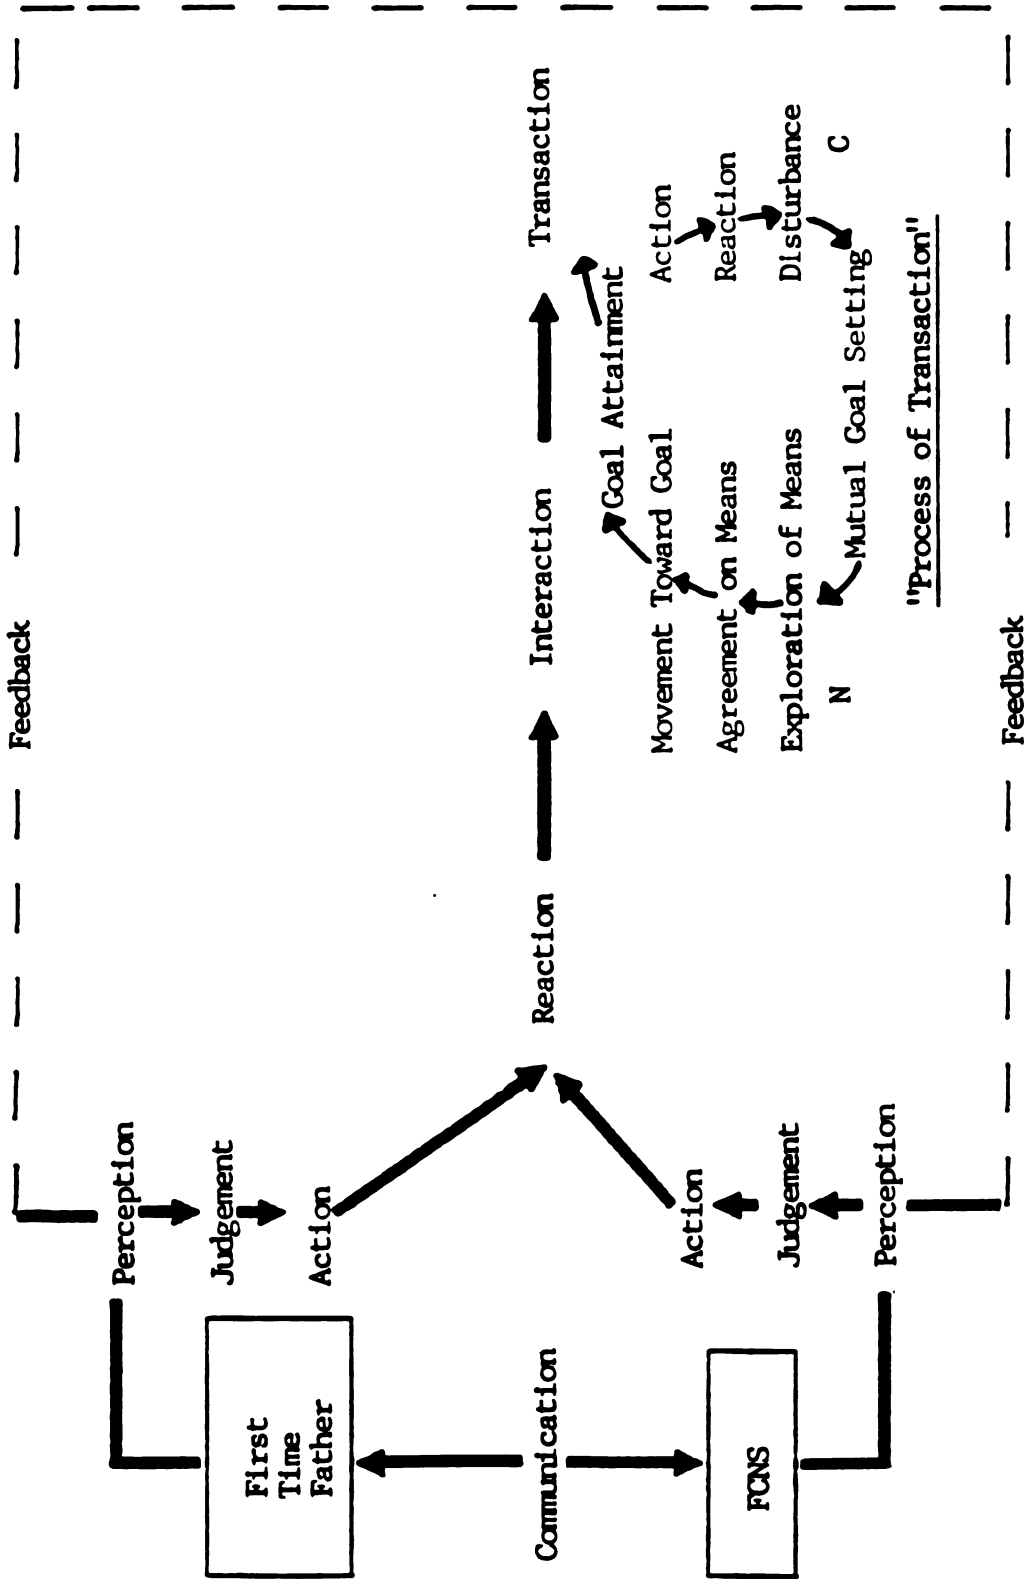 Feedback
Perception
Judgement
Action
First
Time
Father
Communication
Reaction
Interaction
Transaction
FCNS
Action
Judgement
Perception
Goal Attainment
Movement Toward Goal
Action
Agreement on Means
Reaction
Exploration of Means
Disturbance
N
C
Mutual Goal Setting
"Process of Transaction"
Feedback